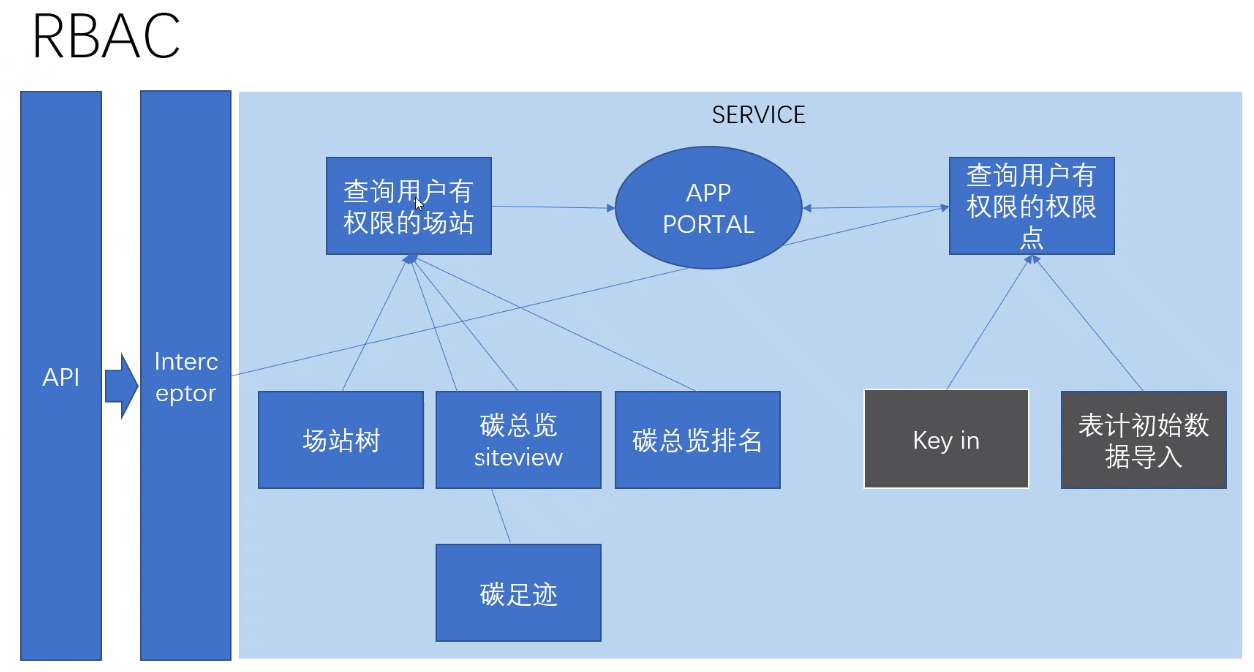 RBAC
SERVICE
API
Interc
eptor
查询用户有
权限的场站
APP
PORTAL
查询用户有
权限的权限
点
场站树
碳总览
siteview
碳总览排名
Key in
表计初始数
据导入
碳足迹